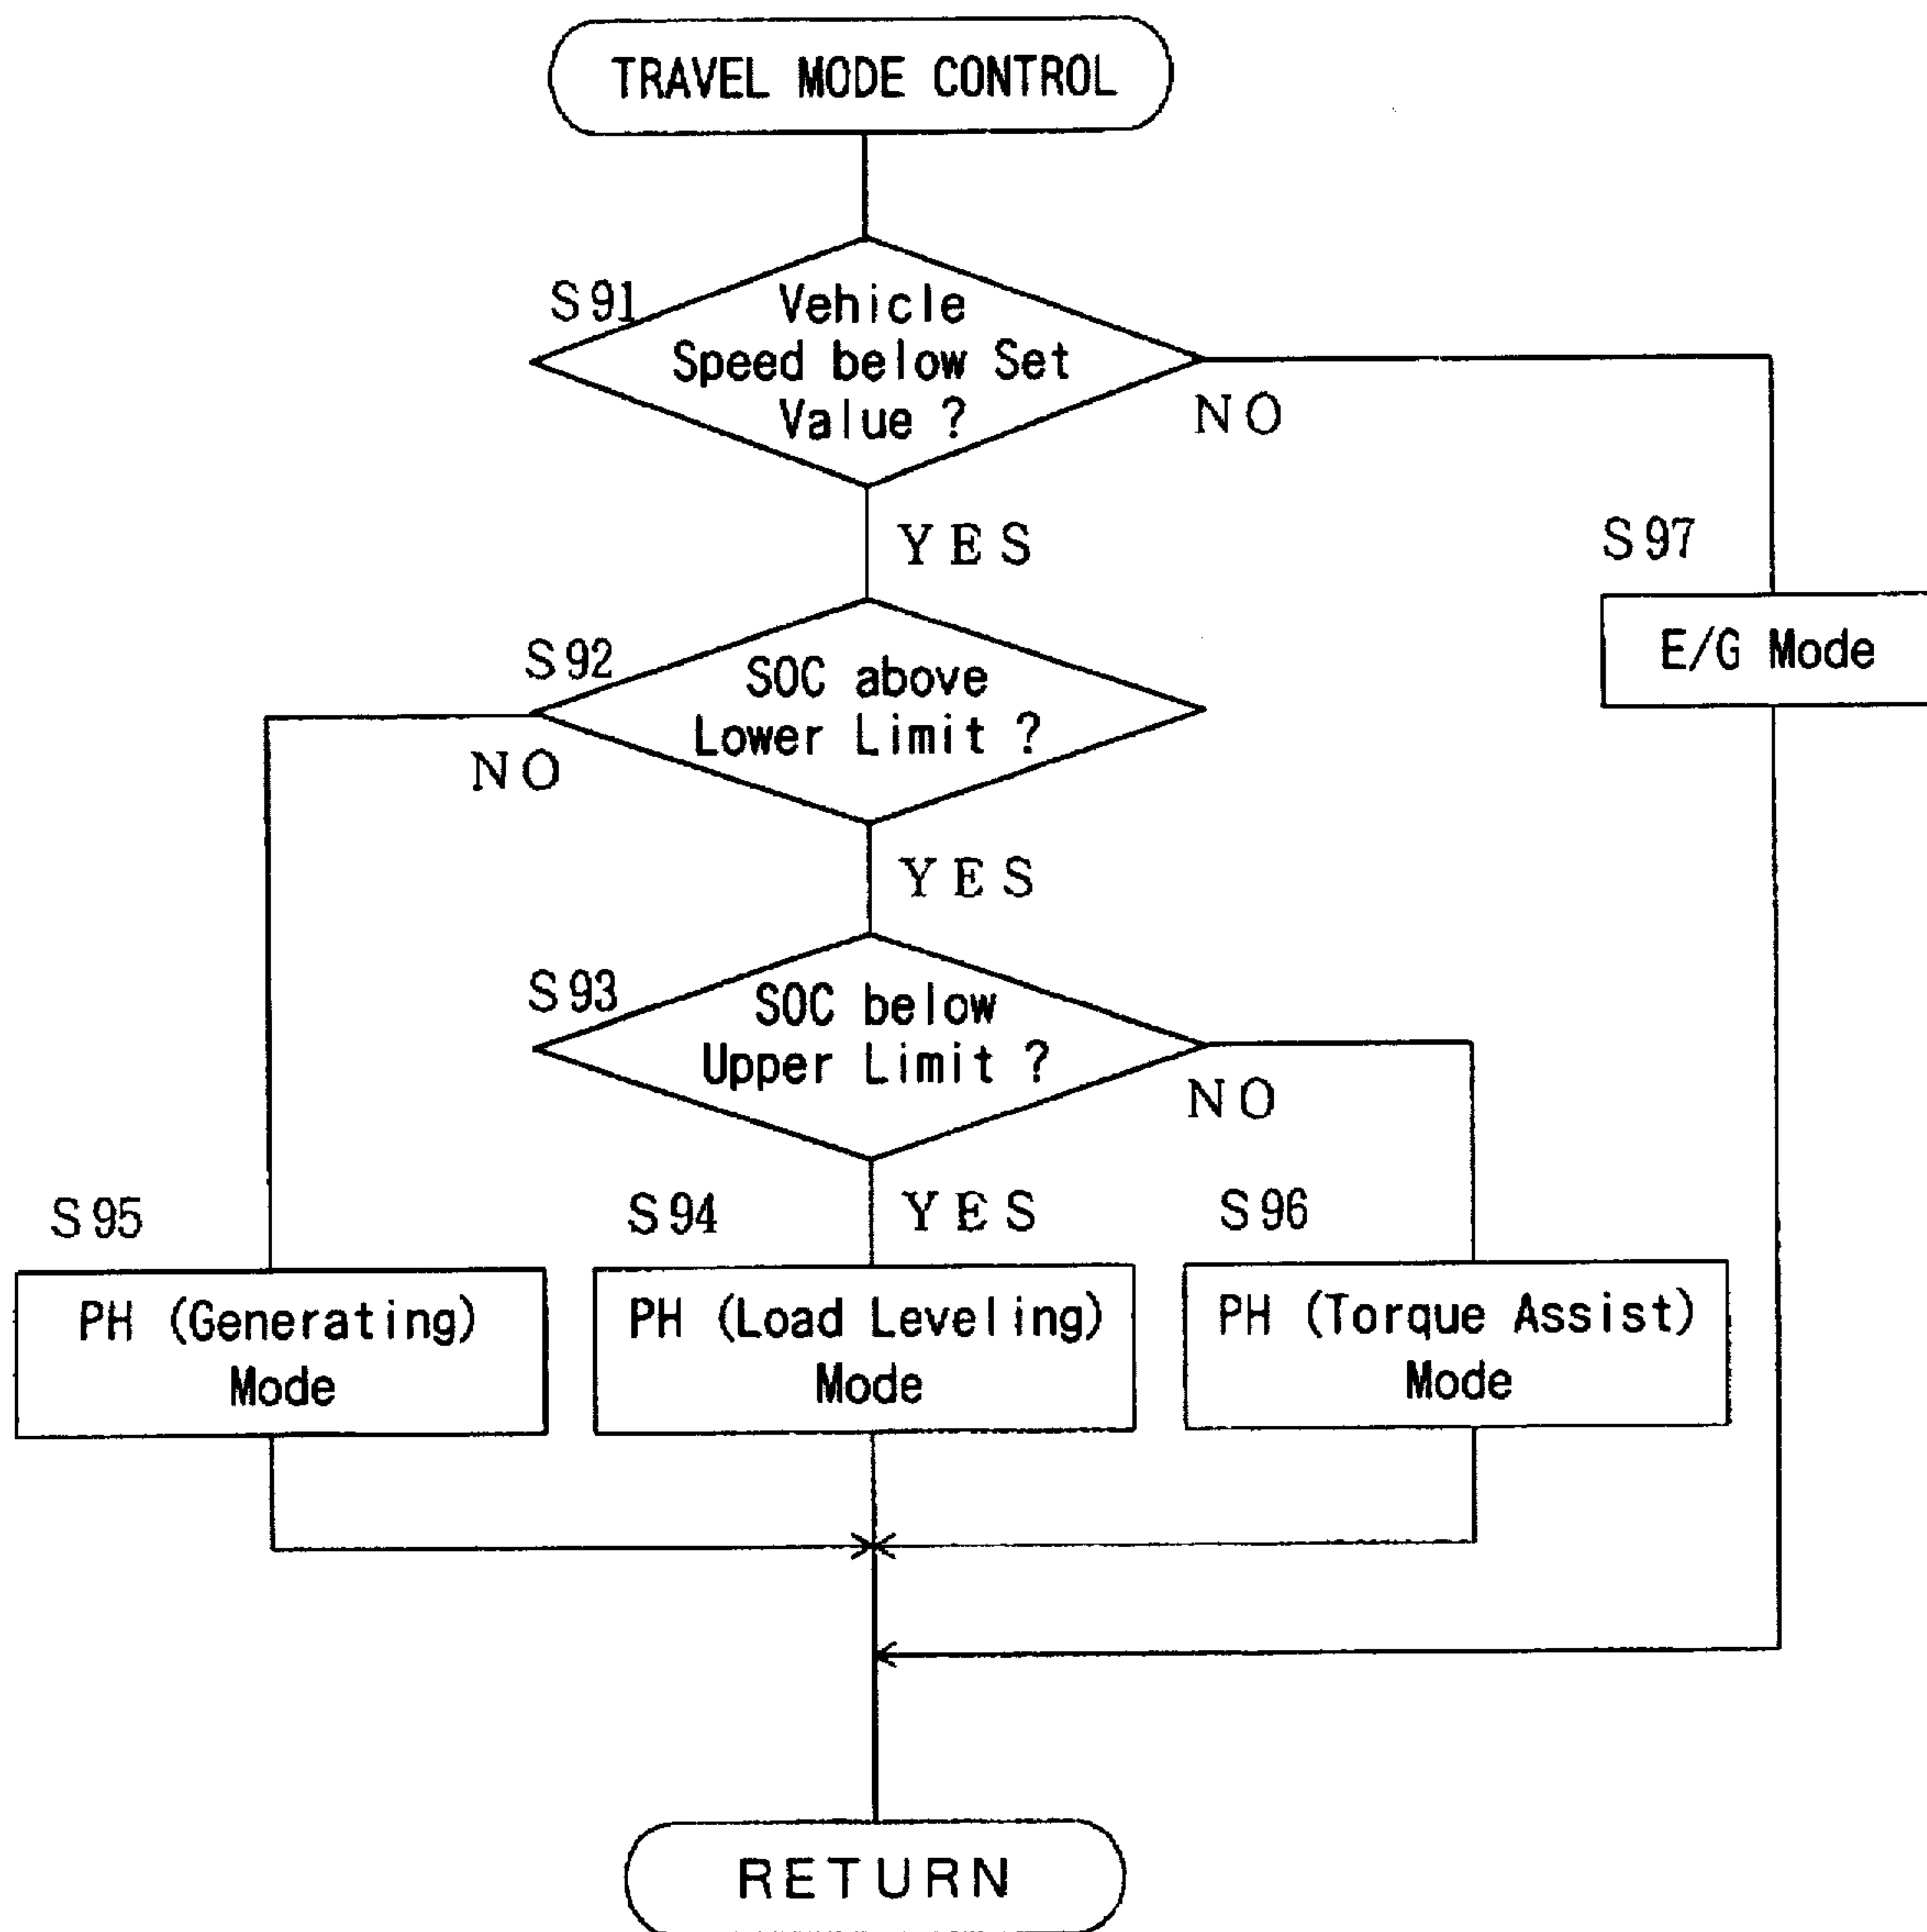 TRAVEL MODE CONTROL
S91
Vehicle
Speed below Set
Value ?
NO
YES
S97
E/G Mode
S92
SOC above
Lower Limit ?
NO
YES
S93
SOC below
Upper Limit ?
NO
S95
S94
YES
S96
PH (Generating)
Mode
PH (Load Leveling)
Mode
PH (Torque Assist)
Mode
RETURN